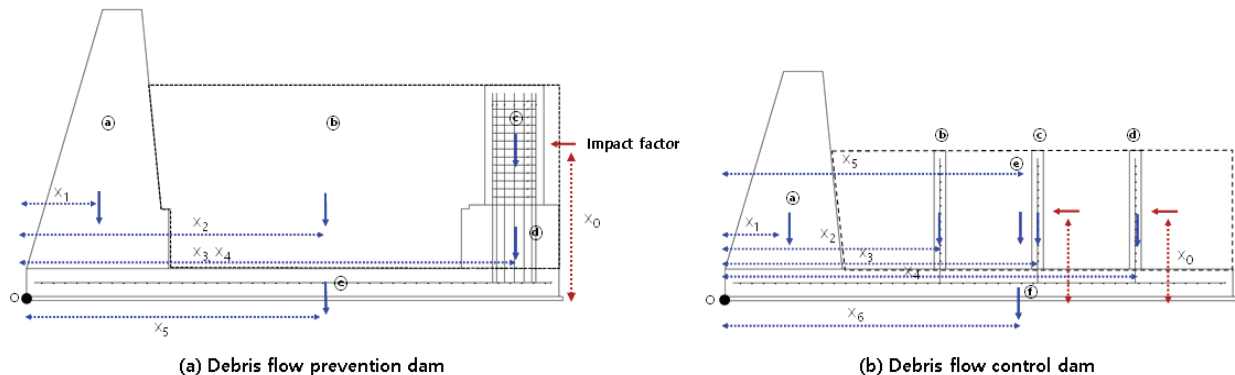 ⓐ
ⓑ
ⓒ
Impact factor
X1
X2
X3, X4
ⓓ
X0
ⓔ
O
X5
(a) Debris flow prevention dam
ⓑ
ⓒ
ⓓ
ⓔ
X5
ⓐ
X1
X2
X3
X4
X0
ⓕ
O
X6
(b) Debris flow control dam